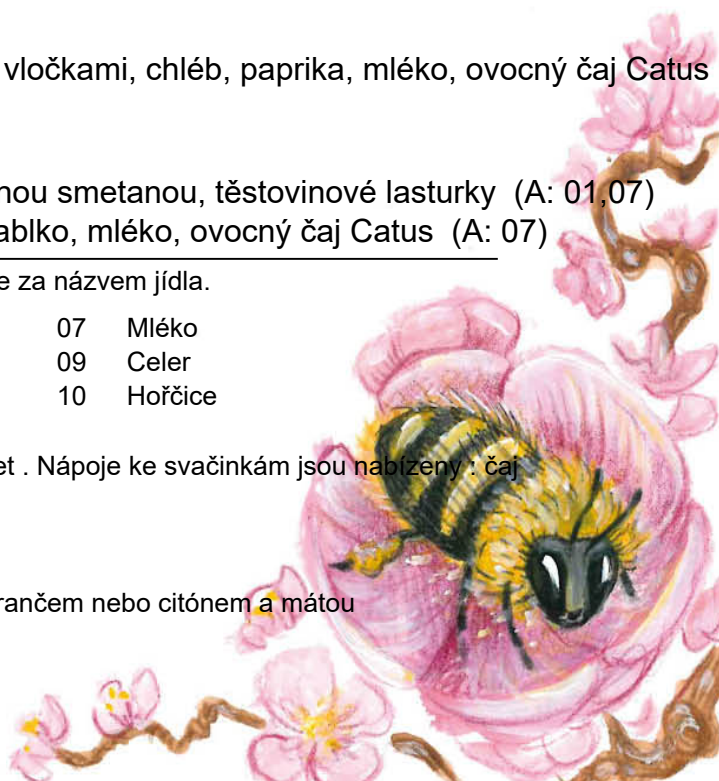 vločkami, chléb, paprika, mléko, ovocný čaj Catus
nou smetanou, těstovinové lasturky (A: 01,07)
ablko, mléko, ovocný čaj Catus (A: 07)
e za názvem jídla.
07 Mléko
09 Celer
10 Hořčice
et . Nápoje ke svačinkám jsou nabízeny : čaj
rančem nebo citónem a mátou